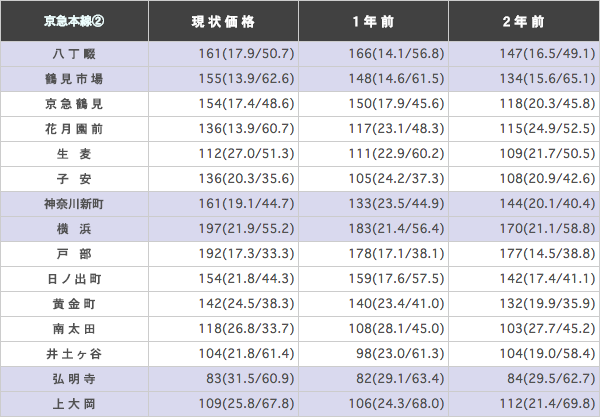 京急本線② 現状価格 1年前 2年前
八丁畷 161(17.9/50.7) 166(14.1/56.8) 147(16.5/49.1)
鶴見市場 155(13.9/62.6) 148(14.6/61.5) 134(15.6/65.1)
京急鶴見 154(17.4/48.6) 150(17.9/45.6) 118(20.3/45.8)
花月園前 136(13.9/60.7) 117(23.1/48.3) 115(24.9/52.5)
生麦 112(27.0/51.3) 111(22.9/60.2) 109(21.7/50.5)
子安 136(20.3/35.6) 105(24.2/37.3) 108(20.9/42.6)
神奈川新町 161(19.1/44.7) 133(23.5/44.9) 144(20.1/40.4)
横浜 197(21.9/55.2) 183(21.4/56.4) 170(21.1/58.8)
戸部 192(17.3/33.3) 178(17.1/38.1) 177(14.5/38.8)
日ノ出町 154(21.8/44.3) 159(17.6/57.5) 142(17.4/41.1)
黄金町 142(24.5/38.3) 140(23.4/41.0) 132(19.9/35.9)
南太田 118(26.8/33.7) 108(28.1/45.0) 103(27.7/45.2)
井土ヶ谷 104(21.8/61.4) 98(23.0/61.3) 104(19.0/58.4)
弘明寺 83(31.5/60.9) 82(29.1/63.4) 84(29.5/62.7)
上大岡 109(25.8/67.8) 106(24.3/68.0) 112(21.4/69.8)